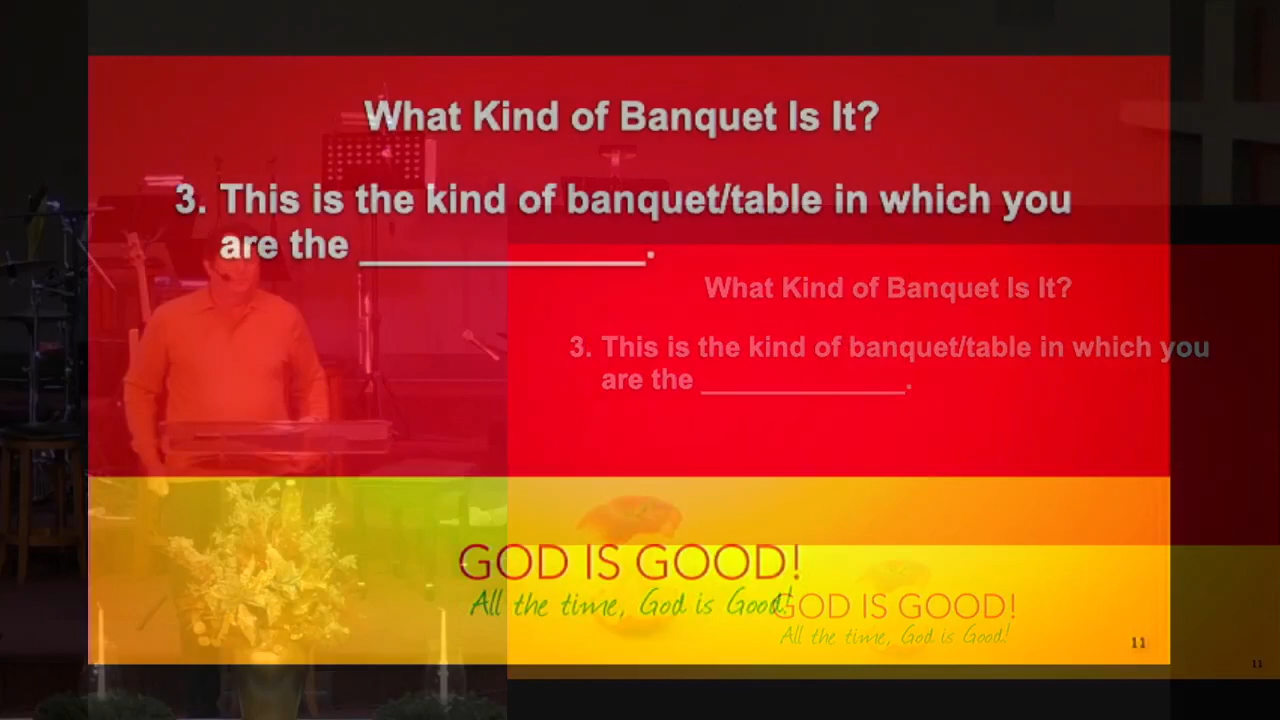 What Kind of Banquet Is It?
3. This is the kind of banquet/table in which you
are the ______________.
GOD IS GOOD!
All the time, God is Good!
11
What Kind of Banquet Is It?
3. This is the kind of banquet/table in which you
are the ______________.
GOD IS GOOD!
All the time, God is Good!
11